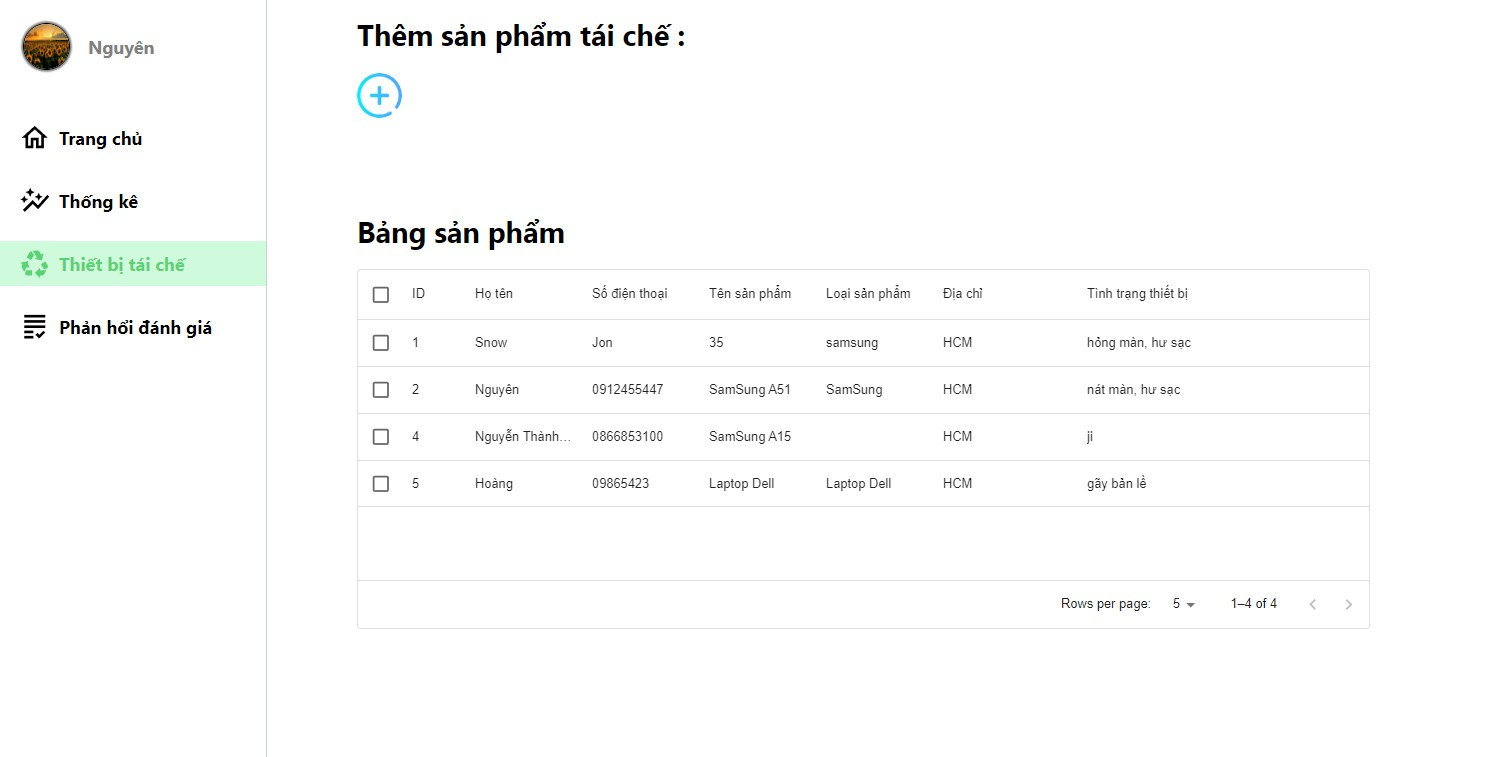 Nguyên
Trang chủ
Thống kê
Thiết bị tái chế
Phản hồi đánh giá
Thêm sản phẩm tái chế :
Bảng sản phẩm
ID Họ tên Số điện thoại Tên sản phẩm Loại sản phẩm Địa chỉ Tình trạng thiết bị
1 Snow Jon 35 samsung HCM hỏng màn, hư sạc
2 Nguyên 0912455447 SamSung A51 SamSung HCM nát màn, hư sạc
4 Nguyễn Thành... 0866853100 SamSung A15 HCM ji
5 Hoàng 09865423 Laptop Dell Laptop Dell HCM gãy bản lề
Rows per page: 5 1–4 of 4